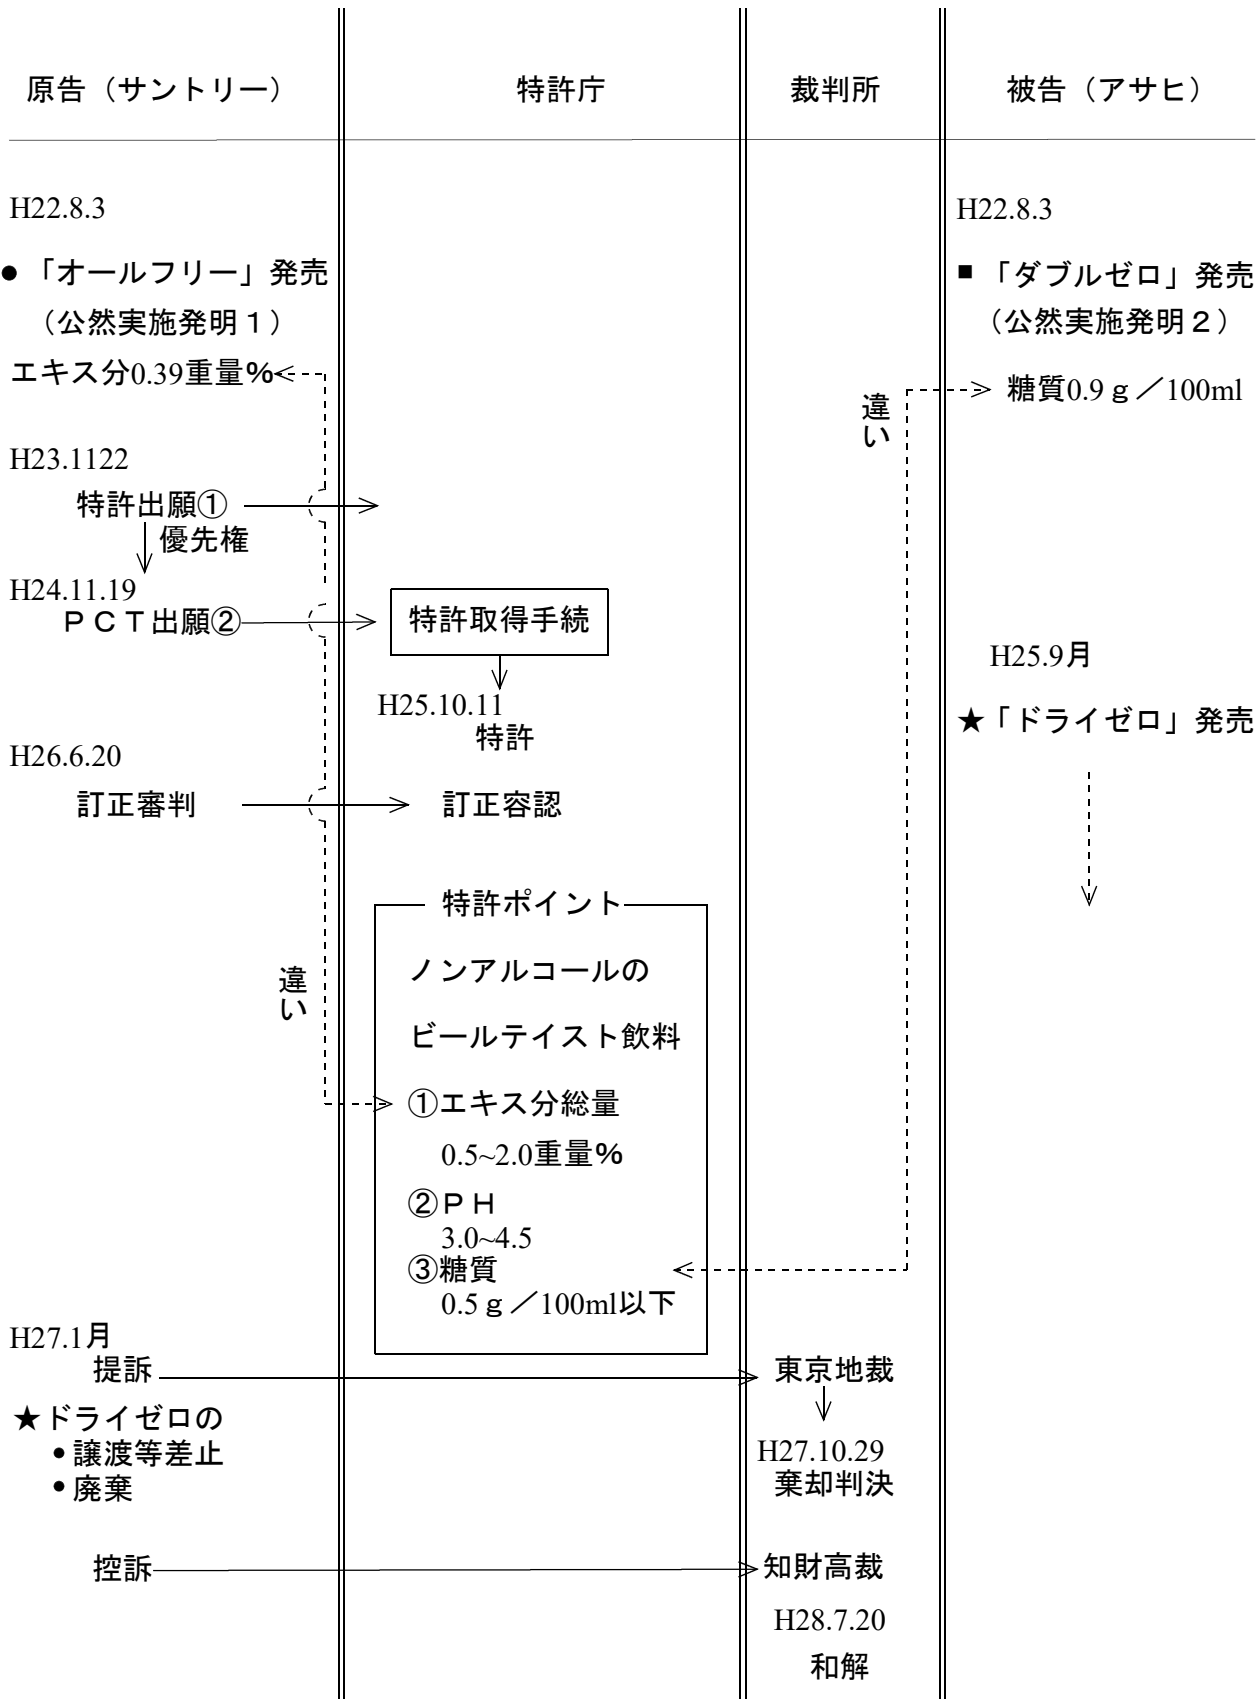 原告（サントリー）
特許庁
裁判所
被告（アサヒ）
H22.8.3
●「オールフリー」発売
（公然実施発明１）
エキス分0.39重量%
H22.8.3
■「ダブルゼロ」発売
（公然実施発明２）
糖質0.9ｇ／100ml
違い
H23.1122
特許出願①
優先権
H24.11.19
ＰＣＴ出願②
特許取得手続
H25.10.11
特許
H25.9月
★「ドライゼロ」発売
H26.6.20
訂正審判
訂正容認
違い
特許ポイント
ノンアルコールの
ビールテイスト飲料
①エキス分総量
0.5~2.0重量%
②ＰＨ
3.0~4.5
③糖質
0.5ｇ／100ml以下
H27.1月
提訴
東京地裁
★ドライゼロの
•譲渡等差止
•廃棄
H27.10.29
棄却判決
控訴
知財高裁
H28.7.20
和解